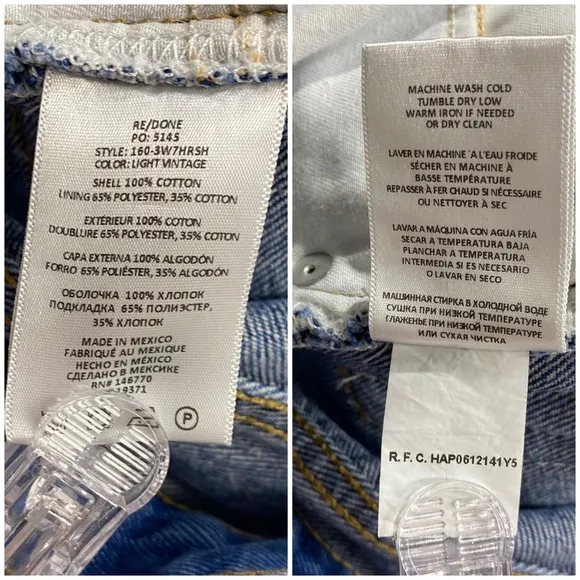 RE/DONE
PO: 5145
STYLE: 160-3W7HRSH
COLOR: LIGHT VINTAGE
SHELL 100% COTTON
LINING 65% POLYESTER, 35% COTTON
EXTÉRIEUR 100% COTTON
DOUBLURE 65% POLYESTER, 35% COTTON
CAPA EXTERNA 100% ALGODÓN
FORRO 65% POLIÉSTER, 35% ALGODÓN
ОБОЛОЧКА 100% ХЛОПОК
ПОДКЛАДКА 65% ПОЛИЭСТЕР,
35% ХЛОПОК
MADE IN MEXICO
FABRIQUÉ AU MEXIQUE
HECHO EN MÉXICO
СДЕЛАНО В МЕКСИКЕ
RN# 146770
19371
P
MACHINE WASH COLD
TUMBLE DRY LOW
WARM IRON IF NEEDED
OR DRY CLEAN
LAVER EN MACHINE `A L'EAU FROIDE
SÉCHER EN MACHINE À
BASSE TEMPÉRATURE
REPASSER À FER CHAUD SI NÉCESSAIRE
OU NETTOYER À SEC
LAVAR A MÁQUINA CON AGUA FRÍA
SECAR A TEMPERATURA BAJA
PLANCHAR A TEMPERATURA
INTERMEDIA SI ES NECESARIO
O LAVAR EN SECO
МАШИННАЯ СТИРКА В ХОЛОДНОЙ ВОДЕ
СУШКА ПРИ НИЗКОЙ ТЕМПЕРАТУРЕ
ГЛАЖЕНЬЕ ПРИ НИЗКОЙ ТЕМПЕРАТУРЕ
ИЛИ СУХАЯ ЧИСТКА
R. F. C. HAP0612141Y5